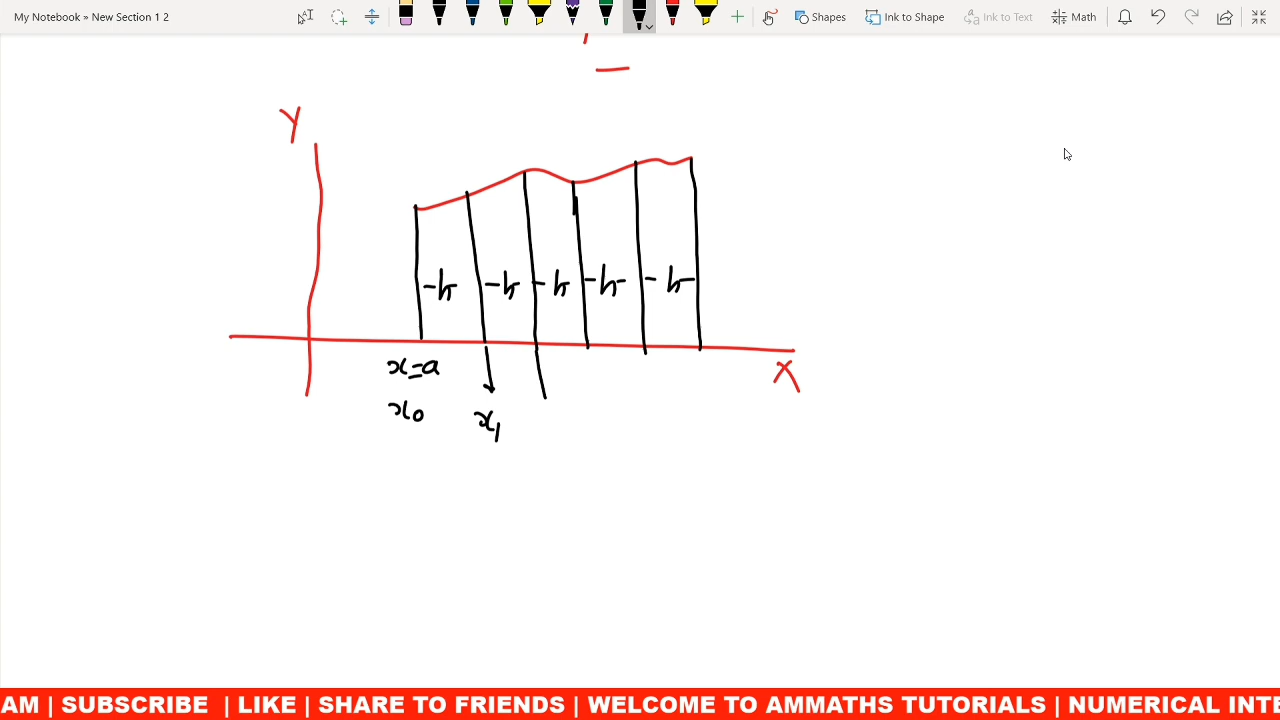 My Notebook » New Section 1 2
Shapes
Ink to Shape
Ink to Text
Math
Y
h h h h h
x=a
x0 x1
X
AM | SUBSCRIBE | LIKE | SHARE TO FRIENDS | WELCOME TO AMMATHS TUTORIALS | NUMERICAL INTE